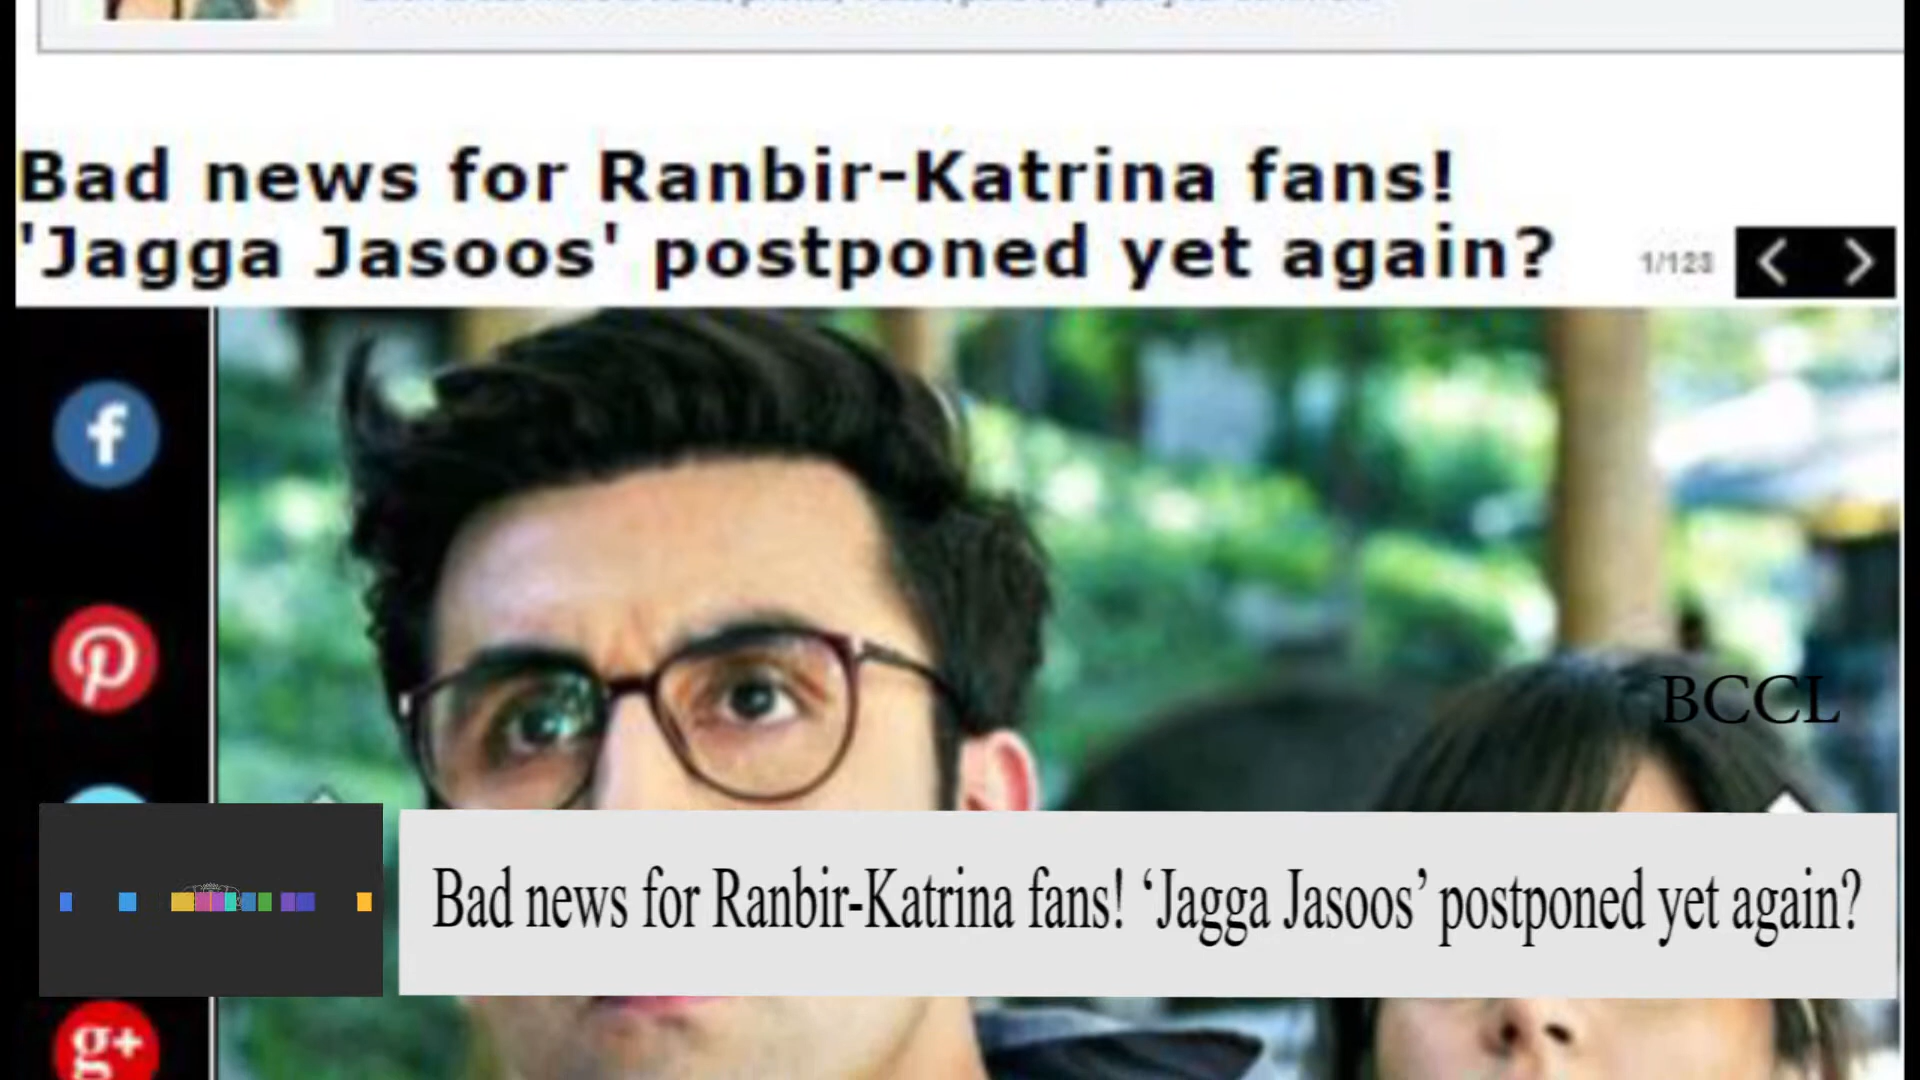 Bad news for Ranbir-Katrina fans!
'Jagga Jasoos' postponed yet again?
1/123
f
BCCL
Bad news for Ranbir-Katrina fans! ‘Jagga Jasoos’ postponed yet again?
g+